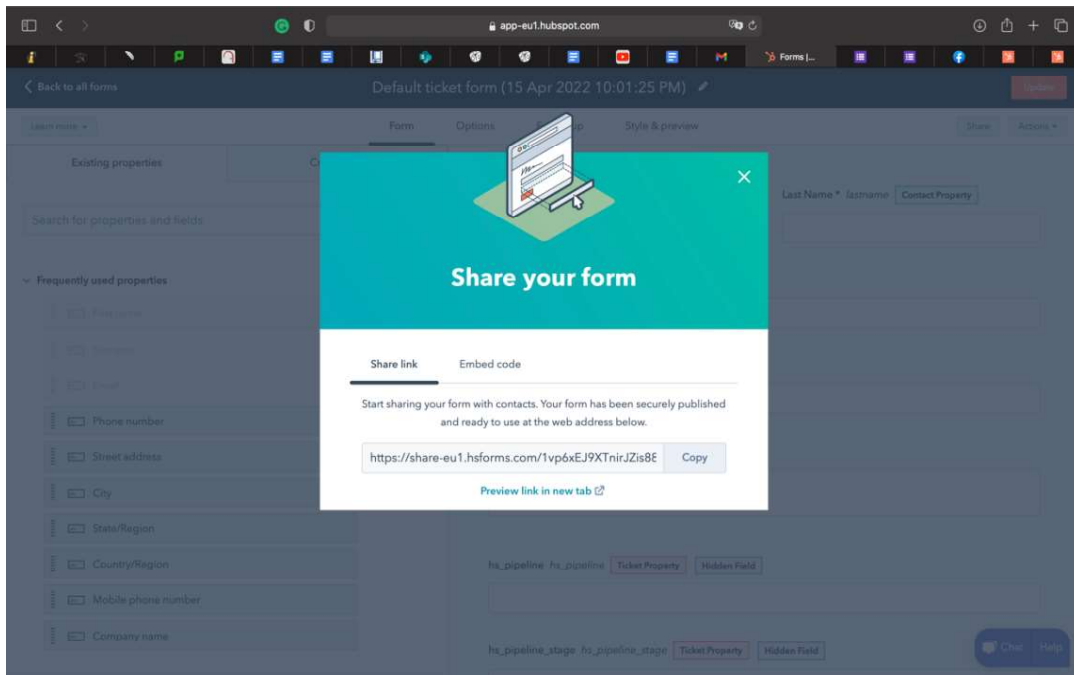 app-eu1.hubspot.com
Forms |...
Back to all forms
Default ticket form (15 Apr 2022 10:01:25 PM)
Update
Learn more
Form
Options
Style & preview
Share
Actions
Existing properties
Share your form
Last Name * lastname Contact Property
Search for properties and fields
Frequently used properties
Share link
Embed code
Start sharing your form with contacts. Your form has been securely published
and ready to use at the web address below.
https://share-eu1.hsforms.com/1vp6xEJ9XTnirJZis8
Copy
Preview link in new tab
Phone number
Street address
City
State/Region
Country/Region
Mobile phone number
Company name
hs_pipeline hs_pipeline Ticket Property Hidden Field
hs_pipeline_stage hs_pipeline_stage Ticket Property Hidden Field
Chat
Help